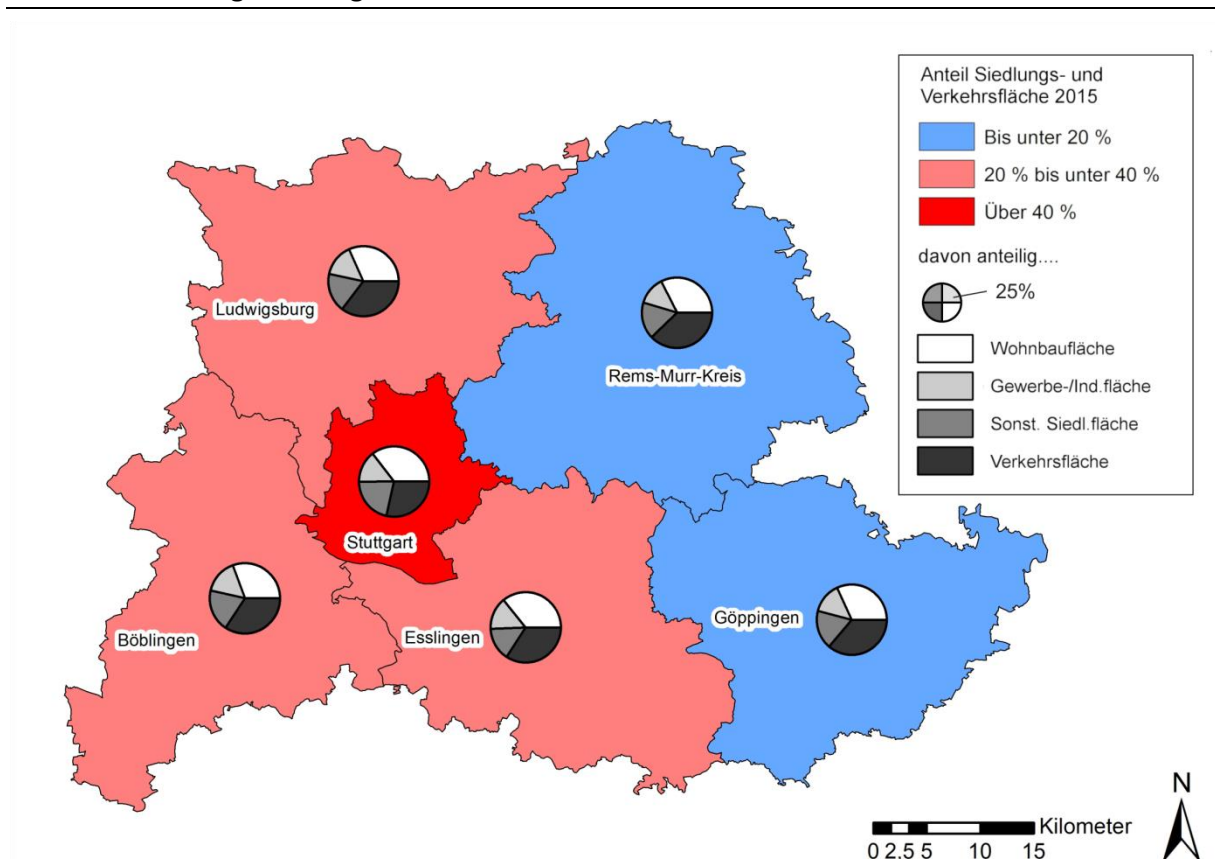 Anteil Siedlungs- und
Verkehrsfläche 2015
Bis unter 20 %
20 % bis unter 40 %
Über 40 %
davon anteilig....
25%
Wohnbaufläche
Gewerbe-/Ind.fläche
Sonst. Siedl.fläche
Verkehrsfläche
Ludwigsburg
Rems-Murr-Kreis
Stuttgart
Böblingen
Esslingen
Göppingen
N
Kilometer
0 2,5 5 10 15